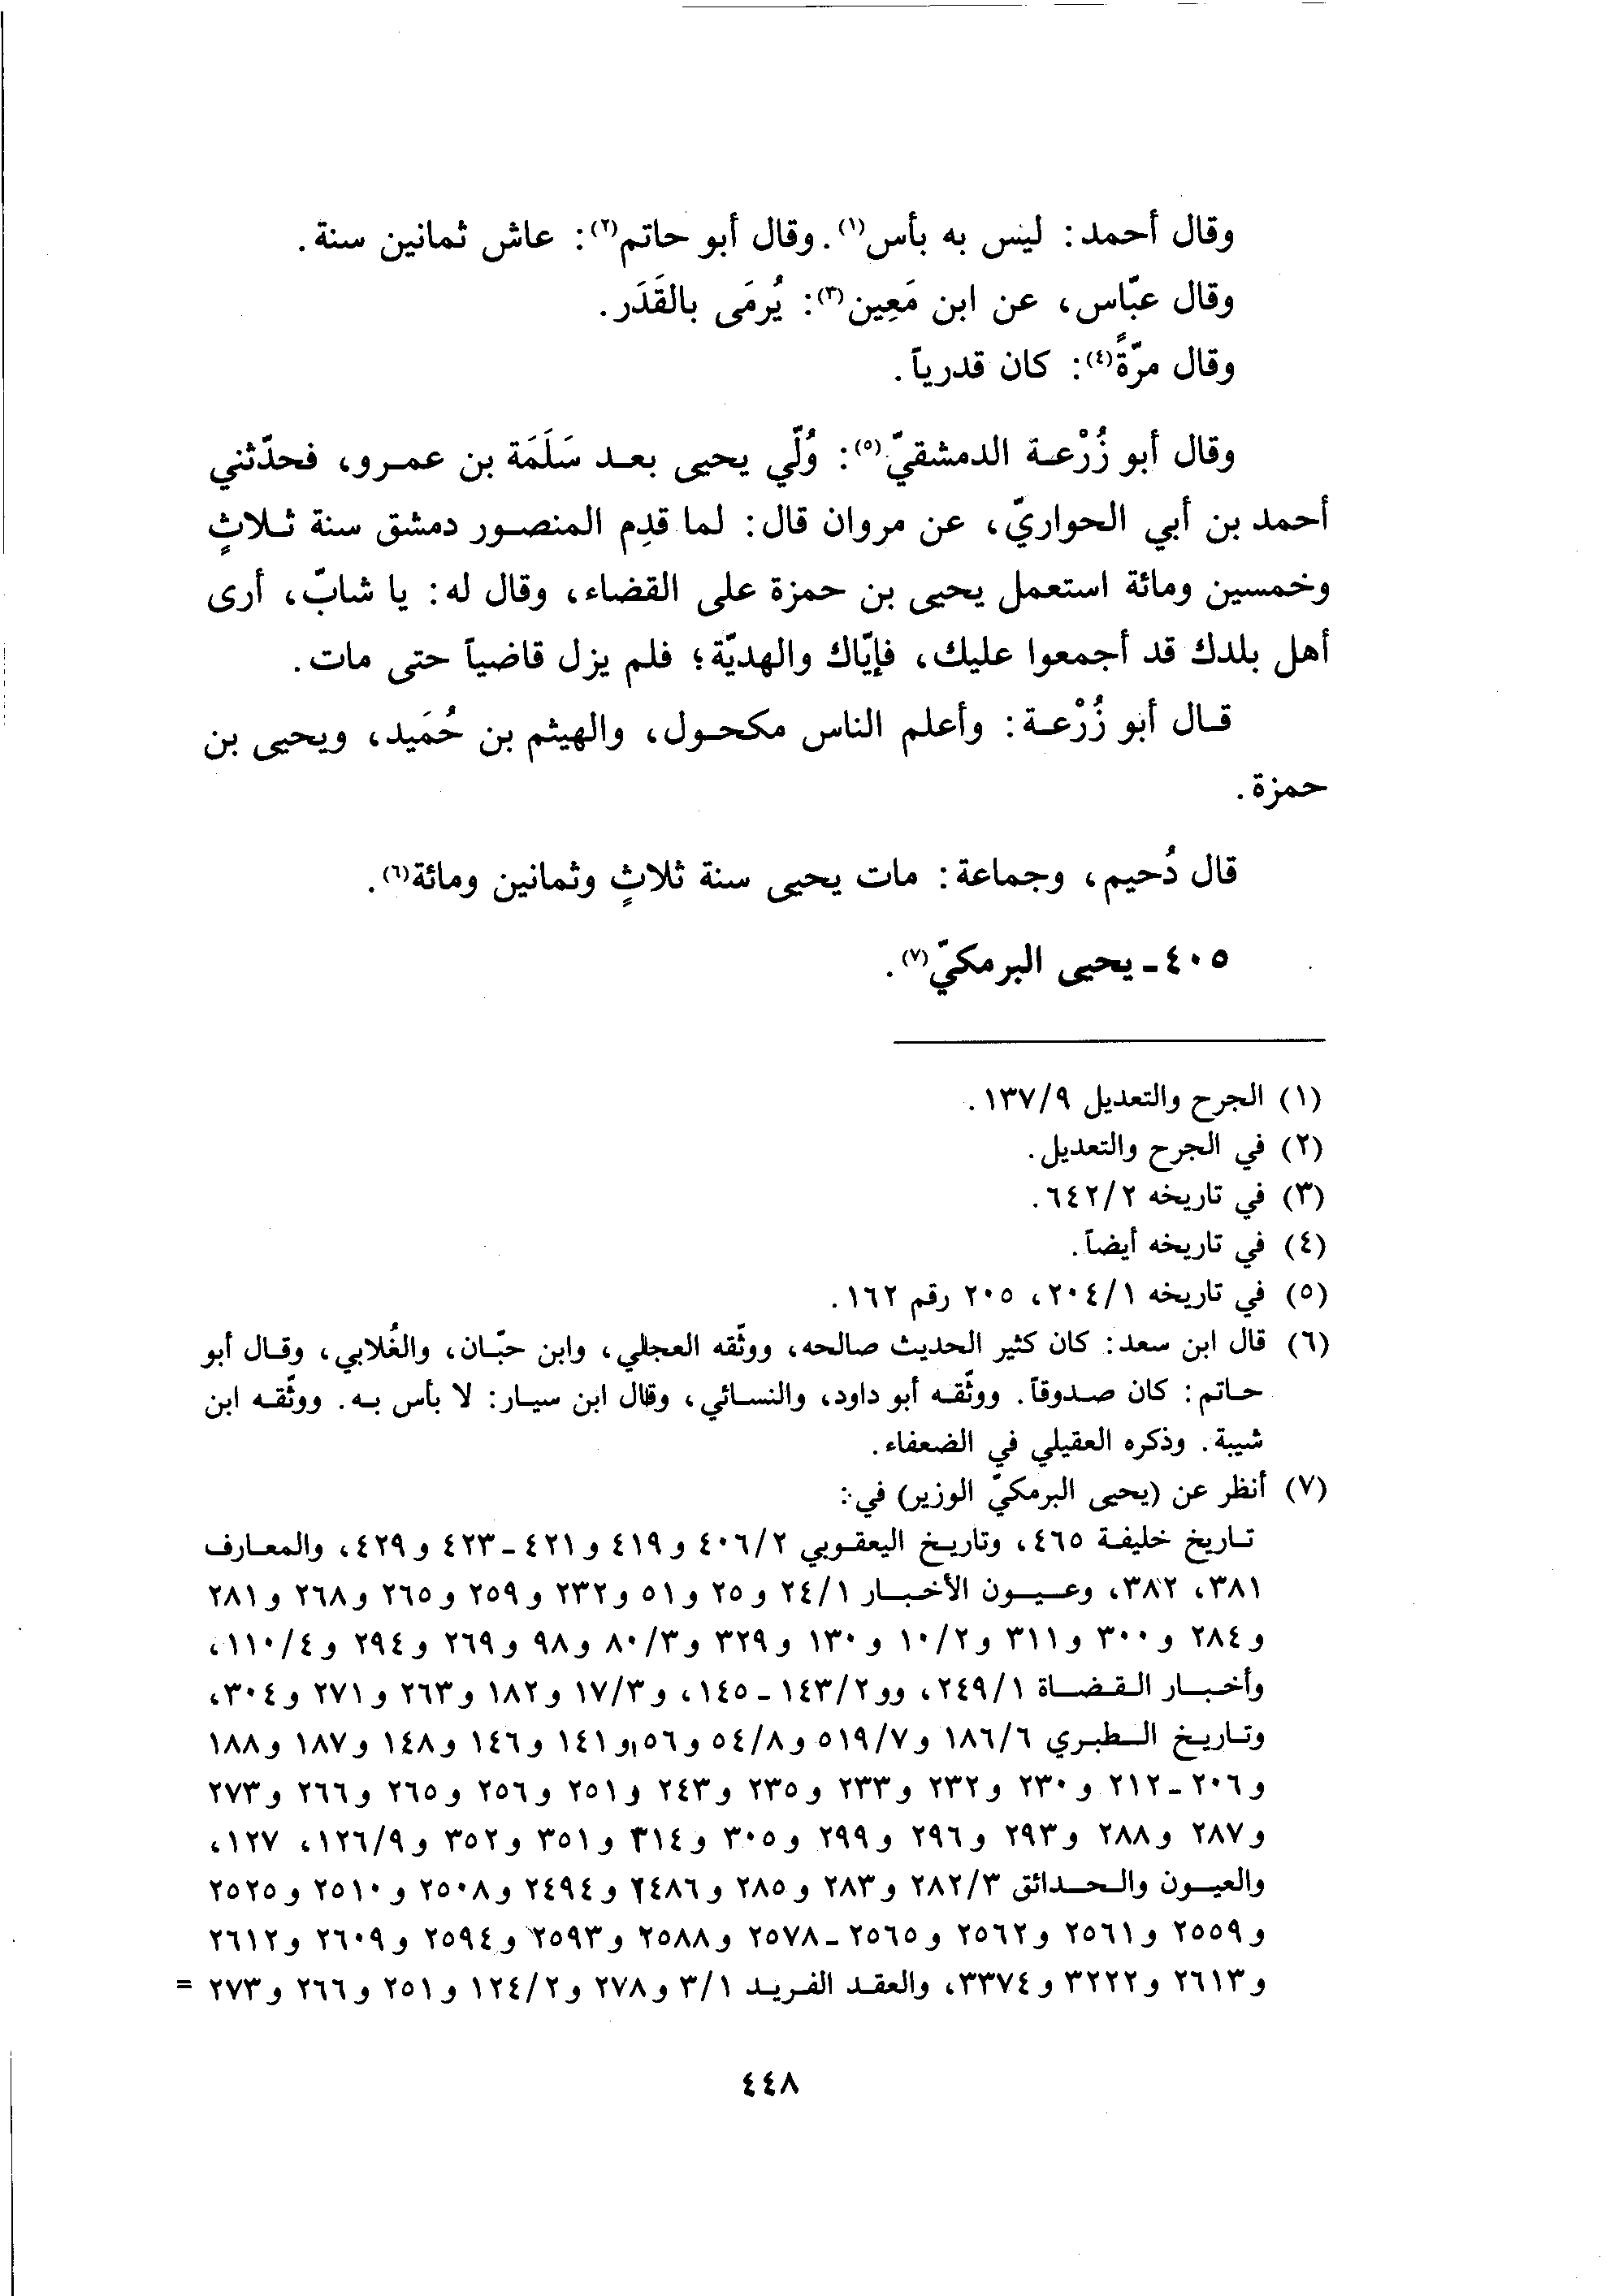 وقال أحمد: ليس به بأس(١). وقال أبو حاتم(٢): عاش ثمانين سنة.
وقال عبّاس، عن ابن مَعِين(٣): يُرمَى بالقَدَر.
وقال مرّةً(٤): كان قدرياً.
وقال أبو زُرْعة الدمشقيّ(٥): وُلّي يحيى بعد سَلَمَة بن عمرو، فحدّثني
أحمد بن أبي الحواريّ، عن مروان قال: لما قدِم المنصور دمشق سنة ثلاثٍ
وخمسين ومائة استعمل يحيى بن حمزة على القضاء، وقال له: يا شابّ، أرى
أهل بلدك قد أجمعوا عليك، فإيّاك والهديّة؛ فلم يزل قاضياً حتى مات.
قال أبو زُرْعة: وأعلم الناس مكحول، والهيثم بن حُمَيد، ويحيى بن
حمزة.
قال دُحيم، وجماعة: مات يحيى سنة ثلاثٍ وثمانين ومائة(٦).
٤٠٥ـ يحيى البرمكيّ(٧).
(١) الجرح والتعديل ١٣٧/٩.
(٢) في الجرح والتعديل.
(٣) في تاريخه ٦٤٢/٢.
(٤) في تاريخه أيضاً.
(٥) في تاريخه ٢٠٤/١، ٢٠٥ رقم ١٦٢.
(٦) قال ابن سعد: كان كثير الحديث صالحه، ووثّقه العجلي، وابن حبّان، والغُلابي، وقال أبو
حاتم: كان صدوقاً. ووثّقه أبو داود، والنسائي، وقال ابن سيار: لا بأس به. ووثّقه ابن
شيبة. وذكره العقيلي في الضعفاء.
(٧) أنظر عن (يحيى البرمكيّ الوزير) في:
تاريخ خليفة ٤٦٥، وتاريخ اليعقوبي ٤٠٦/٢ و٤١٩ و٤٢١ـ ٤٢٣ و٤٢٩، والمعارف
٣٨١، ٣٨٢، وعيون الأخبار ٢٤/١ و٢٥ و٥١ و٢٣٢ و٢٥٩ و٢٦٥ و٢٦٨ و٢٨١
و٢٨٤ و٣٠٠ و٣١١ و١٠/٢ و١٣٠ و٣٢٩ و٨٠/٣ و٩٨ و٢٦٩ و٢٩٤ و١١٠/٤،
وأخبار القضاة ٢٤٩/١، وو١٤٣/٢ـ ١٤٥، و١٧/٣ و١٨٢ و٢٦٣ و٢٧١ و٣٠٤،
وتاريخ الطبري ١٨٦/٦ و٥١٩/٧ و٥٤/٨ و٥٦ و١٤١ و١٤٦ و١٤٨ و١٨٧ و١٨٨
و٢٠٦ـ ٢١٢ و٢٣٠ و٢٣٢ و٢٣٣ و٢٣٥ و٢٤٣ و٢٥١ و٢٥٦ و٢٦٥ و٢٦٦ و٢٧٣
و٢٨٧ و٢٨٨ و٢٩٣ و٢٩٦ و٢٩٩ و٣٠٥ و٣١٤ و٣٥١ و٣٥٢ و١٢٦/٩، ١٢٧،
والعيون والحدائق ٢٨٢/٣ و٢٨٣ و٢٨٥ و٢٤٨٦ و٢٤٩٤ و٢٥٠٨ و٢٥١٠ و٢٥٢٥
و٢٥٥٩ و٢٥٦١ و٢٥٦٢ و٢٥٦٥ـ ٢٥٧٨ و٢٥٨٨ و٢٥٩٣ و٢٥٩٤ و٢٦٠٩ و٢٦١٢
و٢٦١٣ و٣٢٢٢ و٣٣٧٤، والعقد الفريد ٣/١ و٢٧٨ و١٢٤/٢ و٢٥١ و٢٦٦ و٢٧٣ =
٤٤٨